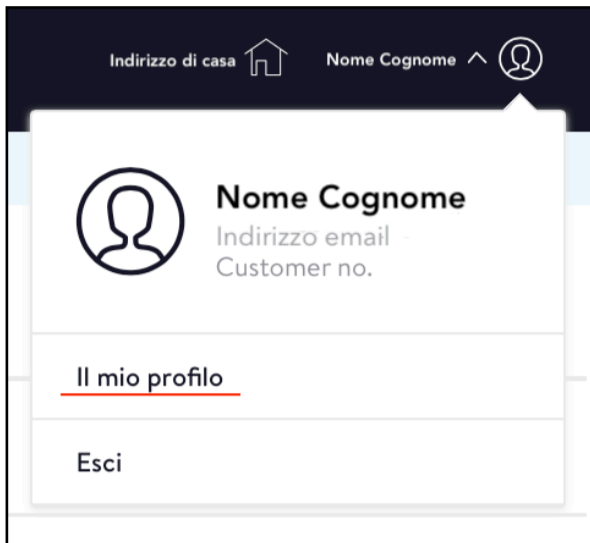 Indirizzo di casa
Nome Cognome
Nome Cognome
Indirizzo email
Customer no.
Il mio profilo
Esci